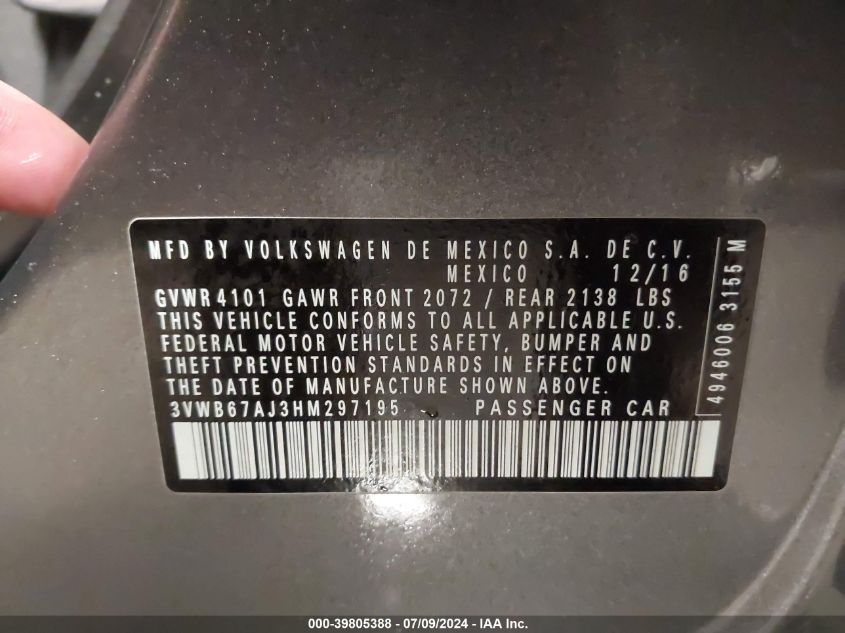 MFD BY VOLKSWAGEN DE MEXICO S.A. DE C.V.
MEXICO 12/16
GVWR 4101 GAWR FRONT 2072 / REAR 2138 LBS
THIS VEHICLE CONFORMS TO ALL APPLICABLE U.S.
FEDERAL MOTOR VEHICLE SAFETY, BUMPER AND
THEFT PREVENTION STANDARDS IN EFFECT ON
THE DATE OF MANUFACTURE SHOWN ABOVE.
3VWB67AJ3HM297195 PASSENGER CAR
4946006 3155 M
000-39805388 - 07/09/2024 - IAA Inc.